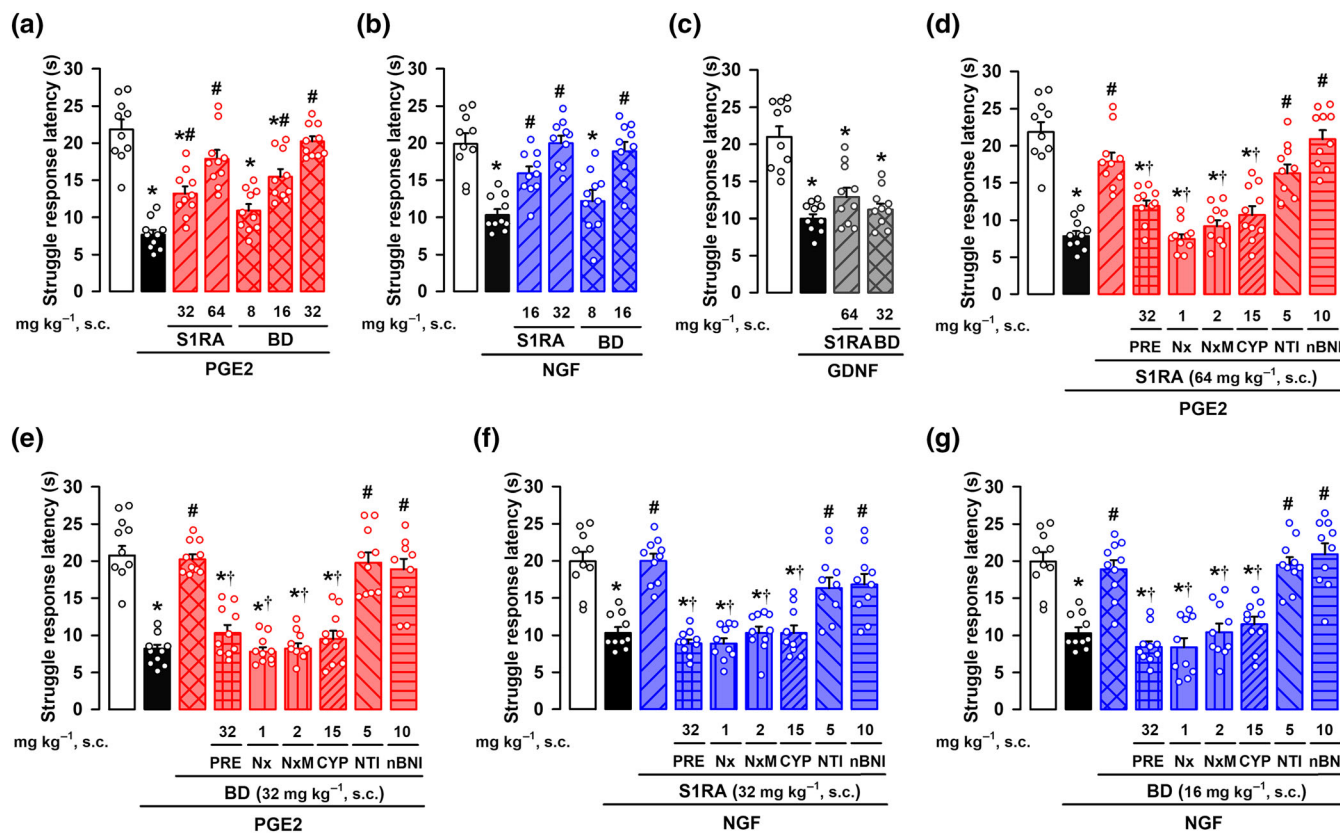 (a)
Struggle response latency (s)
30
25
20
15
10
5
0
*
*#
#
*
*#
#
mg kg⁻¹, s.c.
32 64 8 16 32
S1RA BD
PGE2
(b)
Struggle response latency (s)
30
25
20
15
10
5
0
*
#
#
*
#
16 32 8 16
S1RA BD
NGF
(c)
Struggle response latency (s)
30
25
20
15
10
5
0
*
*
*
64 32
S1RA BD
GDNF
(d)
Struggle response latency (s)
30
25
20
15
10
5
0
*
#
*†
*†
*†
*†
#
#
mg kg⁻¹, s.c.
32 1 2 15 5 10
PRE Nx NxM CYP NTI nBNI
S1RA (64 mg kg⁻¹, s.c.)
PGE2
(e)
Struggle response latency (s)
30
25
20
15
10
5
0
*
#
*†
*†
*†
*†
#
#
mg kg⁻¹, s.c.
32 1 2 15 5 10
PRE Nx NxM CYP NTI nBNI
BD (32 mg kg⁻¹, s.c.)
PGE2
(f)
Struggle response latency (s)
30
25
20
15
10
5
0
*
#
*†
*†
*†
*†
#
#
mg kg⁻¹, s.c.
32 1 2 15 5 10
PRE Nx NxM CYP NTI nBNI
S1RA (32 mg kg⁻¹, s.c.)
NGF
(g)
Struggle response latency (s)
30
25
20
15
10
5
0
*
#
*†
*†
*†
*†
#
#
mg kg⁻¹, s.c.
32 1 2 15 5 10
PRE Nx NxM CYP NTI nBNI
BD (16 mg kg⁻¹, s.c.)
NGF